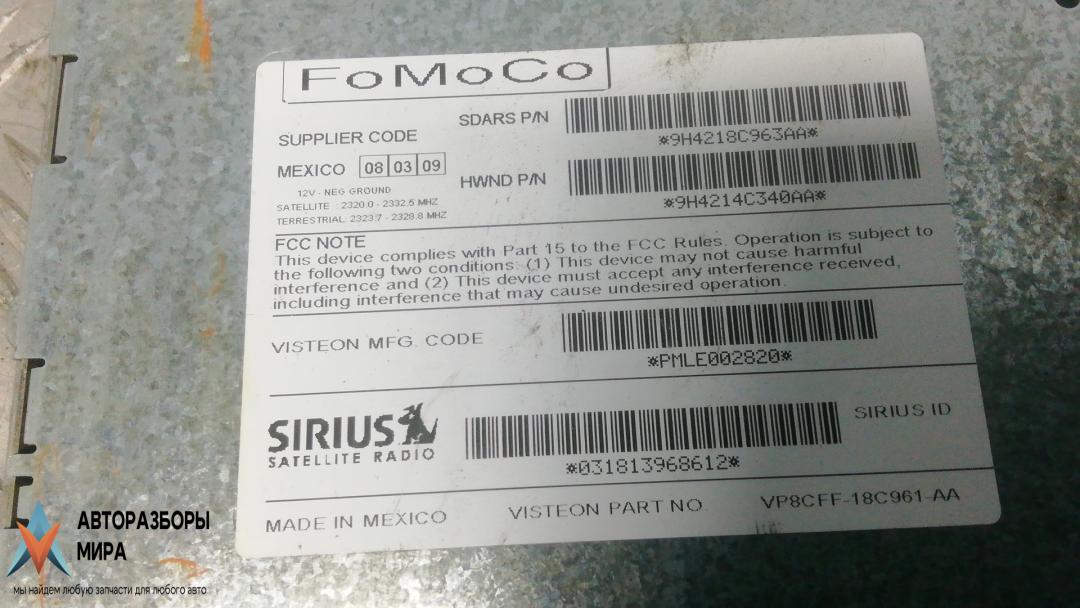 FoMoCo
SDARS P/N
*9H4218C963AA*
SUPPLIER CODE
MEXICO 08 03 09
HWND P/N
*9H4214C340AA*
12V - NEG GROUND
SATELLITE : 2320.0 - 2332.5 MHZ
TERRESTRIAL: 2323.7 - 2328.8 MHZ
FCC NOTE
This device complies with Part 15 to the FCC Rules. Operation is subject to
the following two conditions: (1) This device may not cause harmful
interference and (2) This device must accept any interference received,
including interference that may cause undesired operation.
VISTEON MFG. CODE
*PMLE002820*
SIRIUS
SATELLITE RADIO
*031813968612*
SIRIUS ID
MADE IN MEXICO
VISTEON PART NO.
VP8CFF-18C961-AA
АВТОРАЗБОРЫ
МИРА
мы найдем любую запчасти для любого авто